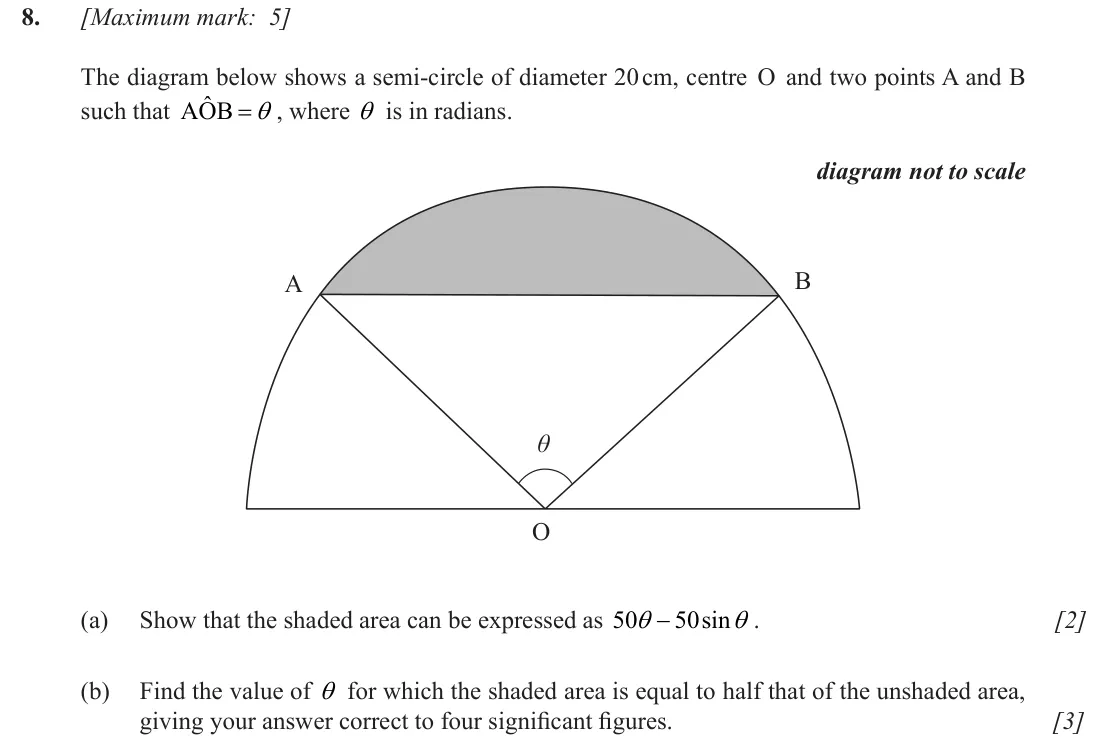 8. [Maximum mark: 5]
The diagram below shows a semi-circle of diameter 20 cm, centre O and two points A and B
such that AÔB = θ, where θ is in radians.
diagram not to scale
A
B
θ
O
(a) Show that the shaded area can be expressed as 50θ – 50 sin θ. [2]
(b) Find the value of θ for which the shaded area is equal to half that of the unshaded area,
giving your answer correct to four significant figures. [3]